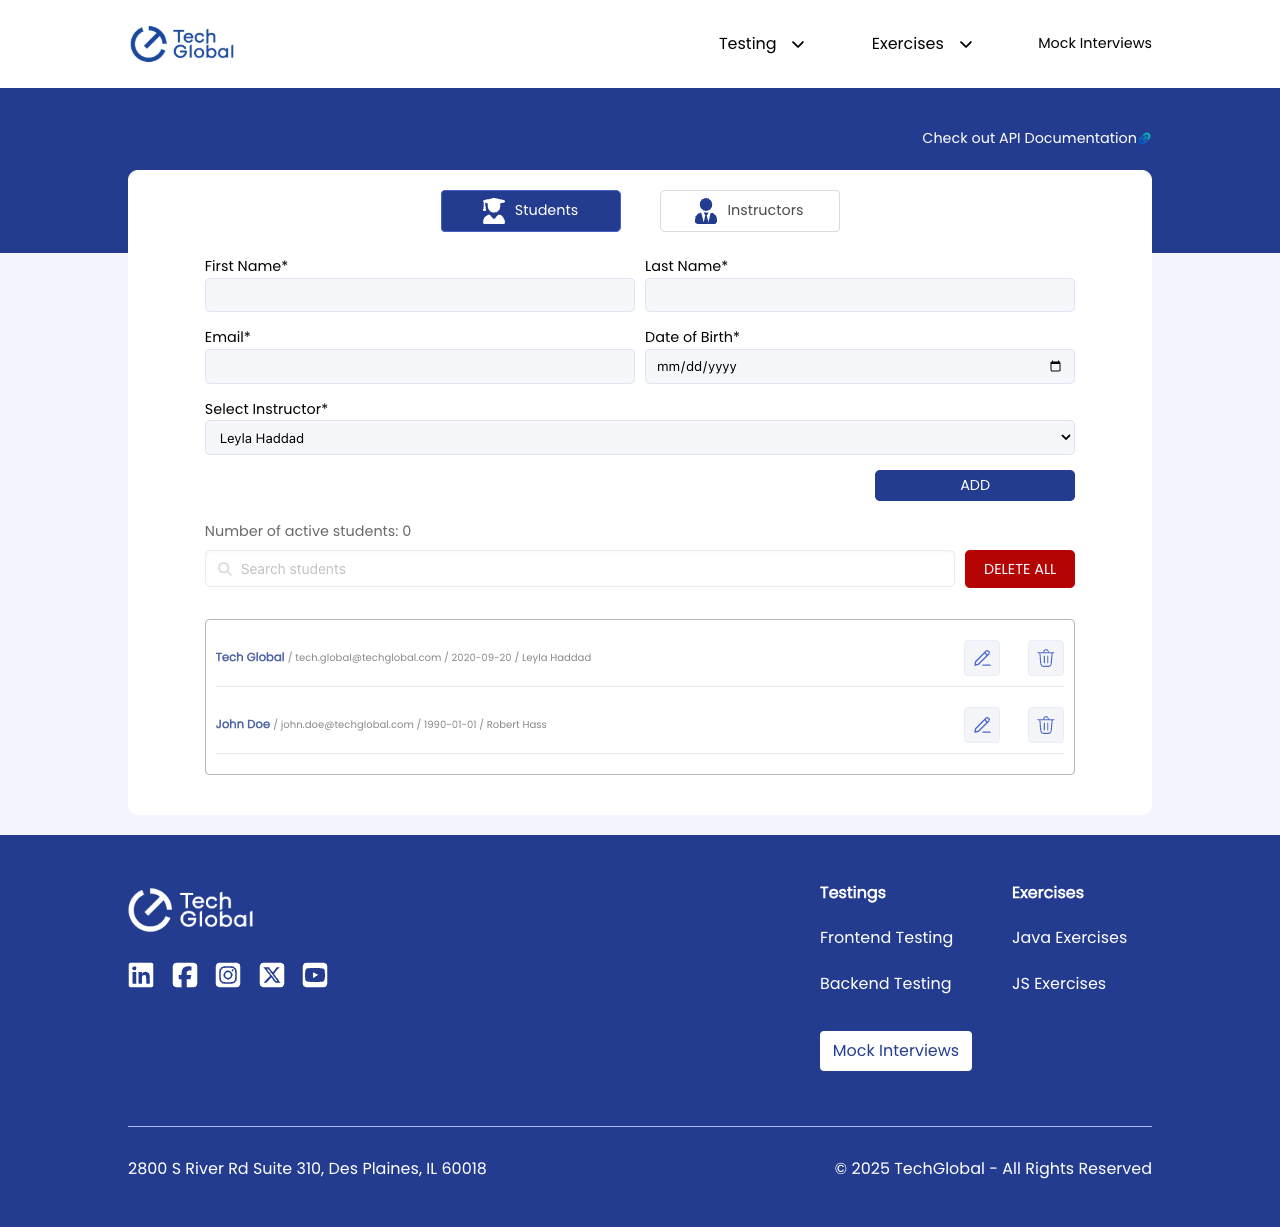 Tech
Global
Testing
Exercises
Mock Interviews
Check out API Documentation
Students
Instructors
First Name*
Last Name*
Email*
Date of Birth*
mm/dd/yyyy
Select Instructor*
Leyla Haddad
ADD
Number of active students: 0
Search students
DELETE ALL
Tech Global / tech.global@techglobal.com / 2020-09-20 / Leyla Haddad
John Doe / john.doe@techglobal.com / 1990-01-01 / Robert Hass
Tech
Global
Testings
Exercises
Frontend Testing
Java Exercises
Backend Testing
JS Exercises
Mock Interviews
2800 S River Rd Suite 310, Des Plaines, IL 60018
© 2025 TechGlobal - All Rights Reserved